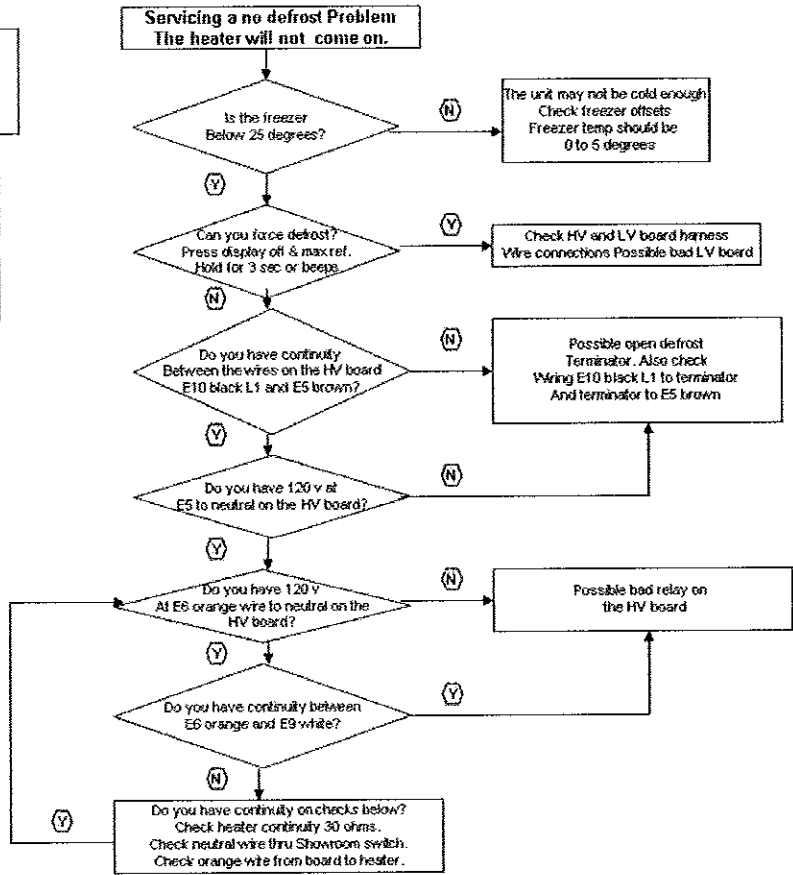 Servicing a no defrost Problem
The heater will not come on.
Is the freezer
Below 25 degrees?
N
The unit may not be cold enough
Check freezer offsets
Freezer temp should be
0 to 5 degrees
Y
Can you force defrost?
Press display off & max ref.
Hold for 3 sec or beeps
Y
Check HV and LV board harness
Wire connections Possible bad LV board
N
Do you have continuity
Between the wires on the HV board
E10 black L1 and E5 brown?
N
Possible open defrost
Terminator. Also check
Wiring E10 black L1 to terminator
And terminator to E5 brown
Y
Do you have 120 v at
E5 to neutral on the HV board?
N
Y
Do you have 120 v
At E6 orange wire to neutral on the
HV board?
N
Possible bad relay on
the HV board
Y
Do you have continuity between
E6 orange and E9 white?
Y
N
Do you have continuity on checks below?
Check heater continuity 30 ohms.
Check neutral wire thru Showroom switch.
Check orange wire from board to heater.
Y